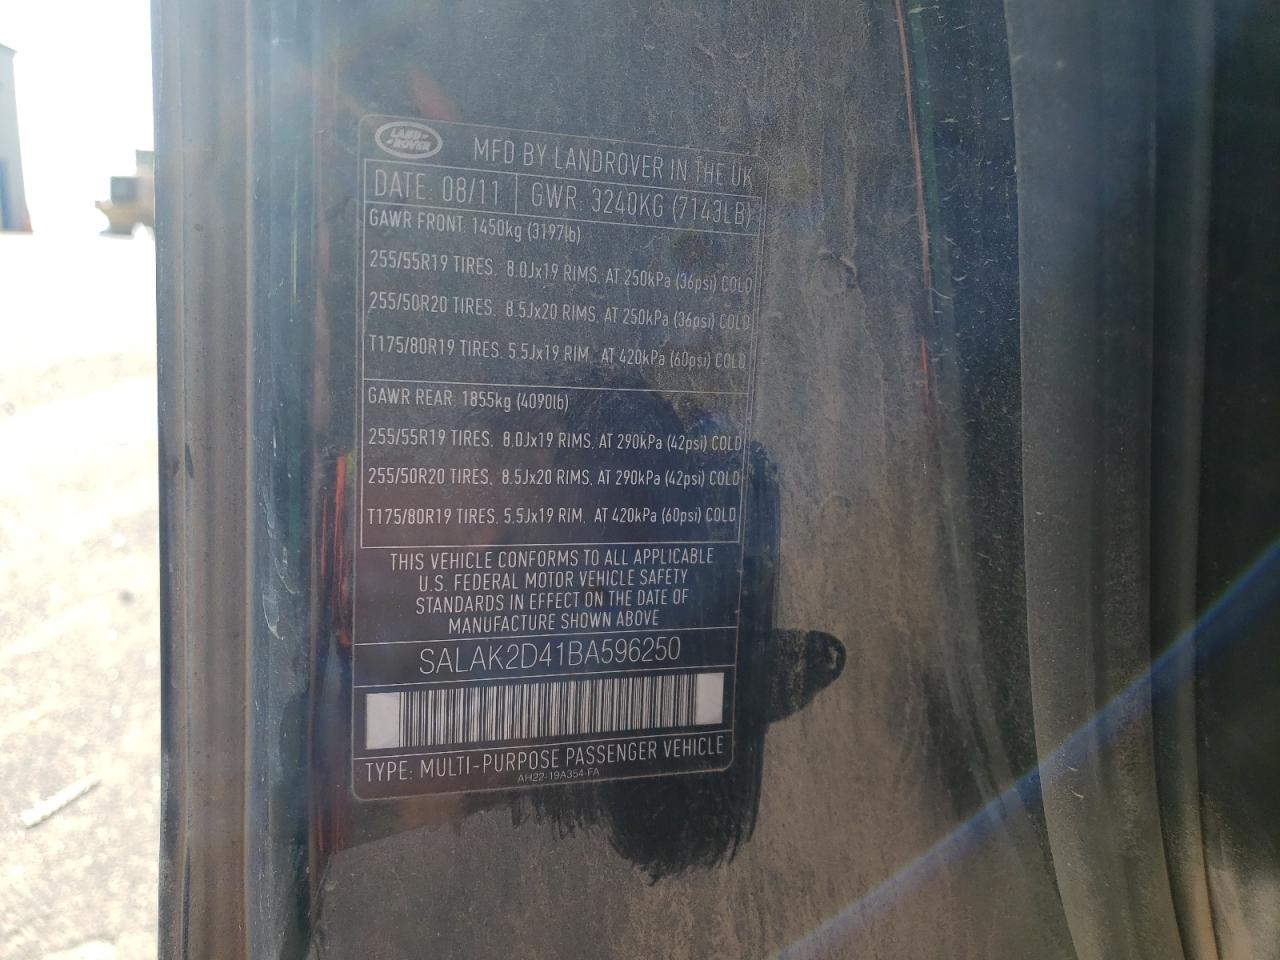 LAND ROVER
MFD BY LANDROVER IN THE UK
DATE: 08/11 GWR: 3240KG (7143LB)
GAWR FRONT: 1450kg (3197lb)
255/55R19 TIRES, 8.0Jx19 RIMS, AT 250kPa (36psi) COLD
255/50R20 TIRES, 8.5Jx20 RIMS, AT 250kPa (36psi) COLD
T175/80R19 TIRES, 5.5Jx19 RIM, AT 420kPa (60psi) COLD
GAWR REAR: 1855kg (4090lb)
255/55R19 TIRES, 8.0Jx19 RIMS, AT 290kPa (42psi) COLD
255/50R20 TIRES, 8.5Jx20 RIMS, AT 290kPa (42psi) COLD
T175/80R19 TIRES, 5.5Jx19 RIM, AT 420kPa (60psi) COLD
THIS VEHICLE CONFORMS TO ALL APPLICABLE
U.S. FEDERAL MOTOR VEHICLE SAFETY
STANDARDS IN EFFECT ON THE DATE OF
MANUFACTURE SHOWN ABOVE
SALAK2D41BA596250
TYPE: MULTI-PURPOSE PASSENGER VEHICLE
AH22-19A354-FA